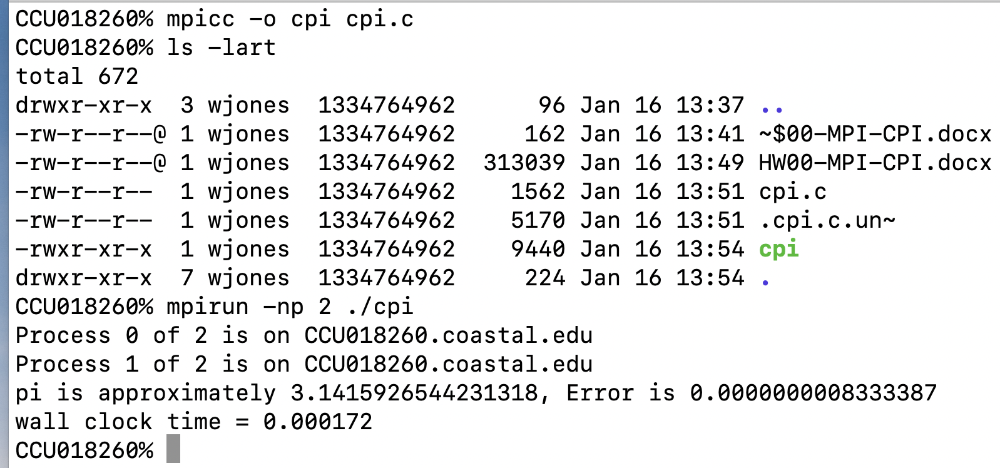 CCU018260% mpicc -o cpi cpi.c
CCU018260% ls -lart
total 672
drwxr-xr-x  3 wjones  1334764962      96 Jan 16 13:37 ..
-rw-r--r--@ 1 wjones  1334764962     162 Jan 16 13:41 ~$00-MPI-CPI.docx
-rw-r--r--@ 1 wjones  1334764962  313039 Jan 16 13:49 HW00-MPI-CPI.docx
-rw-r--r--  1 wjones  1334764962    1562 Jan 16 13:51 cpi.c
-rw-r--r--  1 wjones  1334764962    5170 Jan 16 13:51 .cpi.c.un~
-rwxr-xr-x  1 wjones  1334764962    9440 Jan 16 13:54 cpi
drwxr-xr-x  7 wjones  1334764962     224 Jan 16 13:54 .
CCU018260% mpirun -np 2 ./cpi
Process 0 of 2 is on CCU018260.coastal.edu
Process 1 of 2 is on CCU018260.coastal.edu
pi is approximately 3.1415926544231318, Error is 0.0000000008333387
wall clock time = 0.000172
CCU018260%